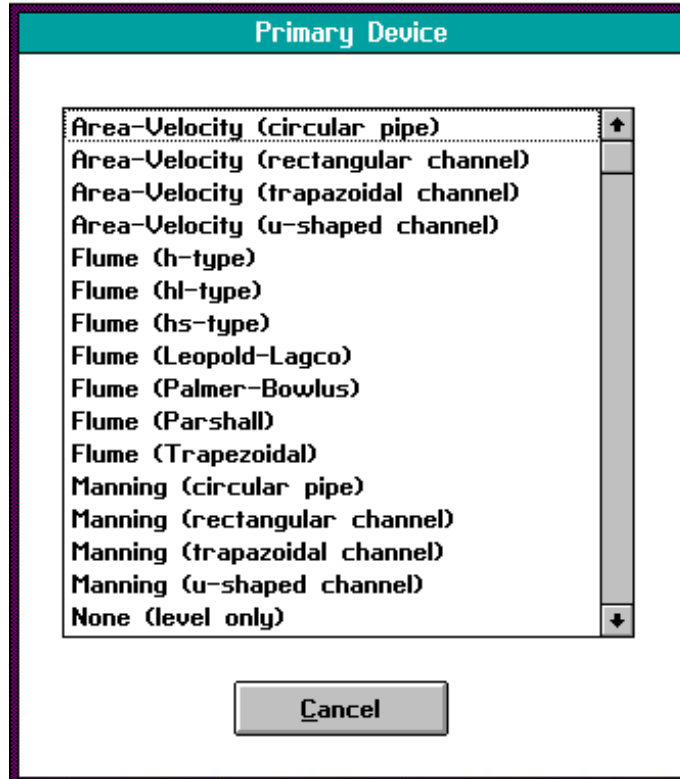 Primary Device
Area-Velocity (circular pipe)
Area-Velocity (rectangular channel)
Area-Velocity (trapazoidal channel)
Area-Velocity (u-shaped channel)
Flume (h-type)
Flume (hl-type)
Flume (hs-type)
Flume (Leopold-Lagco)
Flume (Palmer-Bowlus)
Flume (Parshall)
Flume (Trapezoidal)
Manning (circular pipe)
Manning (rectangular channel)
Manning (trapazoidal channel)
Manning (u-shaped channel)
None (level only)
Cancel